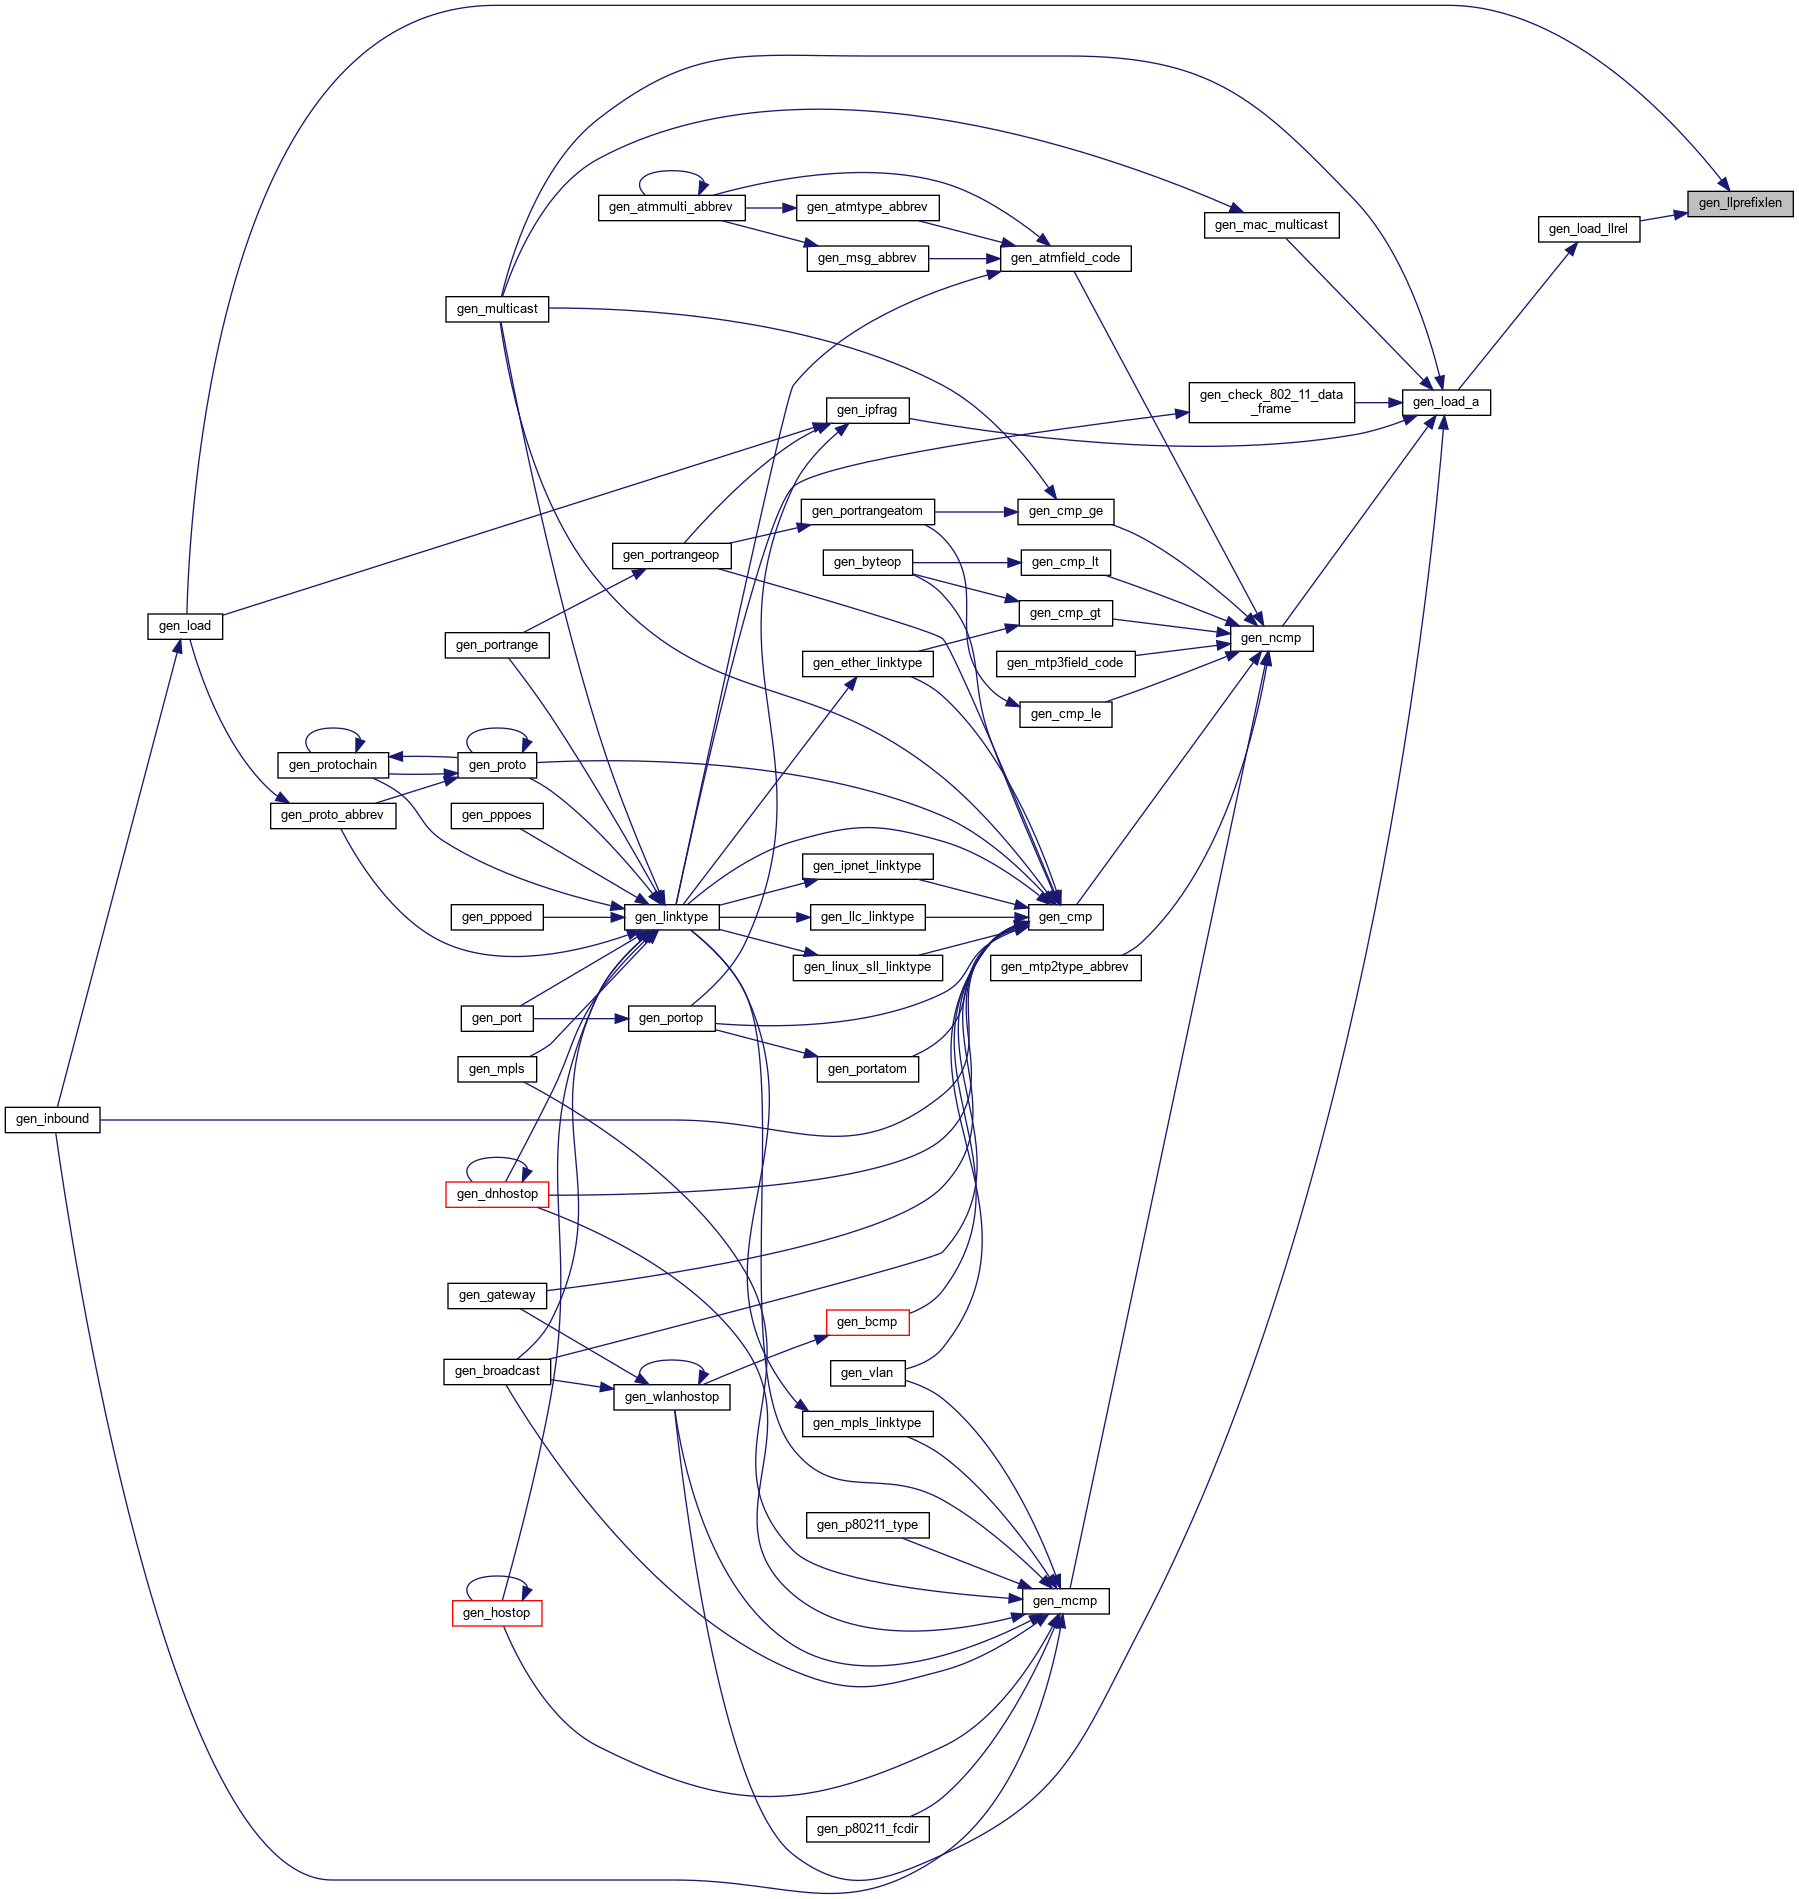 gen_llprefixlen
gen_atmmulti_abbrev
gen_atmtype_abbrev
gen_mac_multicast
gen_load_llrel
gen_msg_abbrev
gen_atmfield_code
gen_multicast
gen_check_802_11_data
_frame
gen_load_a
gen_ipfrag
gen_portrangeatom
gen_cmp_ge
gen_portrangeop
gen_byteop
gen_cmp_lt
gen_cmp_gt
gen_load
gen_portrange
gen_ncmp
gen_ether_linktype
gen_mtp3field_code
gen_cmp_le
gen_protochain
gen_proto
gen_proto_abbrev
gen_pppoes
gen_ipnet_linktype
gen_pppoed
gen_linktype
gen_llc_linktype
gen_cmp
gen_linux_sll_linktype
gen_mtp2type_abbrev
gen_port
gen_portop
gen_mpls
gen_portatom
gen_inbound
gen_dnhostop
gen_gateway
gen_bcmp
gen_broadcast
gen_vlan
gen_wlanhostop
gen_mpls_linktype
gen_p80211_type
gen_mcmp
gen_hostop
gen_p80211_fcdir